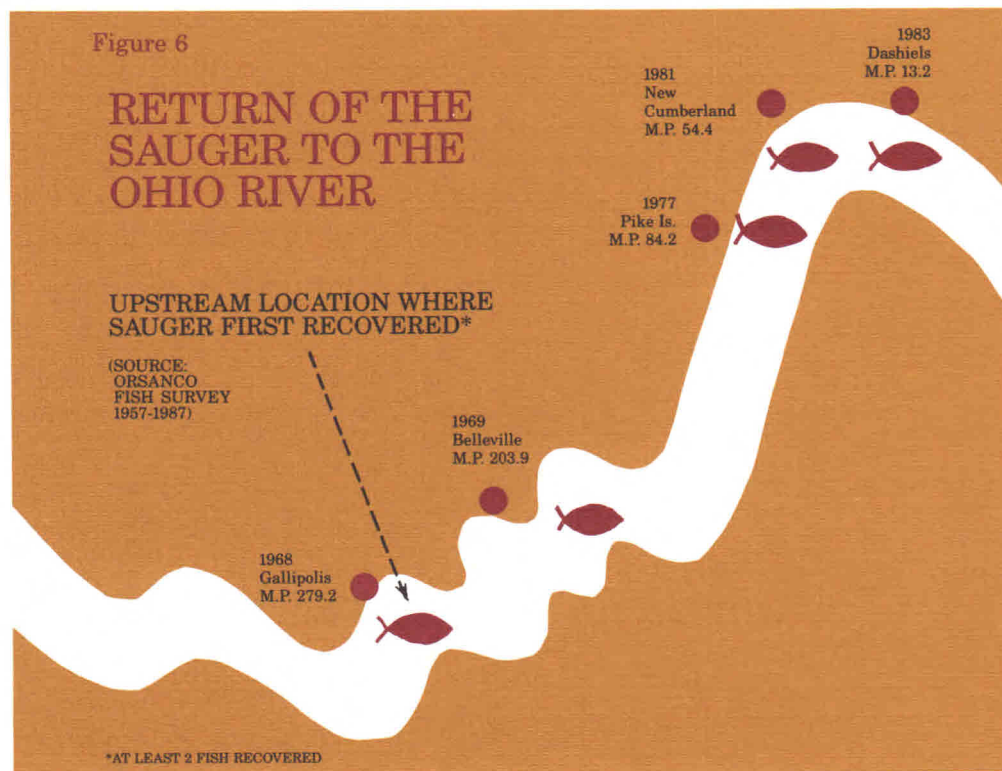 Figure 6
RETURN OF THE
SAUGER TO THE
OHIO RIVER
1983
Dashiels
M.P. 13.2
1981
New
Cumberland
M.P. 54.4
1977
Pike Is.
M.P. 84.2
UPSTREAM LOCATION WHERE
SAUGER FIRST RECOVERED*
(SOURCE:
ORSANCO
FISH SURVEY
1957-1987)
1969
Belleville
M.P. 203.9
1968
Gallipolis
M.P. 279.2
*AT LEAST 2 FISH RECOVERED